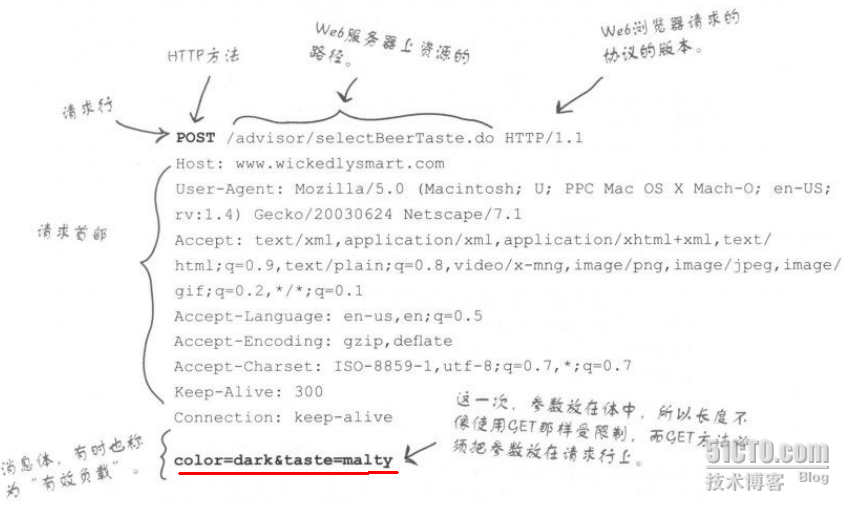 HTTP方法
Web服务器上资源的
路径。
Web浏览器请求的
协议的版本。
请求行
POST /advisor/selectBeerTaste.do HTTP/1.1
Host: www.wickedlysmart.com
User-Agent: Mozilla/5.0 (Macintosh; U; PPC Mac OS X Mach-O; en-US;
rv:1.4) Gecko/20030624 Netscape/7.1
请求首部
Accept: text/xml,application/xml,application/xhtml+xml,text/
html;q=0.9,text/plain;q=0.8,video/x-mng,image/png,image/jpeg,image/
gif;q=0.2,*/*;q=0.1
Accept-Language: en-us,en;q=0.5
Accept-Encoding: gzip,deflate
Accept-Charset: ISO-8859-1,utf-8;q=0.7,*;q=0.7
Keep-Alive: 300
Connection: keep-alive
这一次，参数放在体中，所以长度不
像使用GET那样受限制，而GET方法必
须把参数放在请求行上。
消息体，有时也称
为“有效负载”。
color=dark&taste=malty
51CTO.com
技术博客 Blog